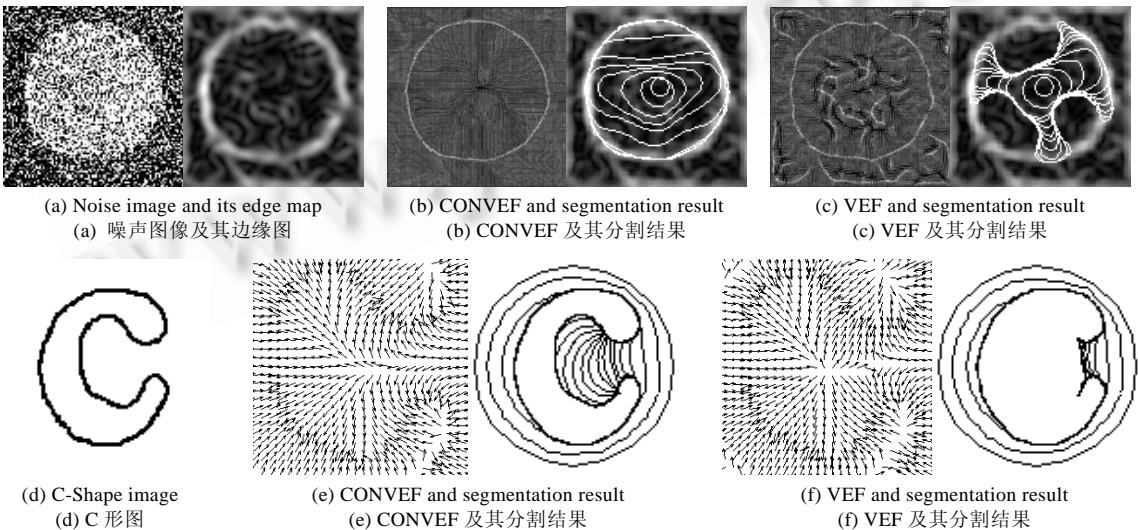 (a) Noise image and its edge map
(a) 噪声图像及其边缘图
(b) CONVEF and segmentation result
(b) CONVEF 及其分割结果
(c) VEF and segmentation result
(c) VEF 及其分割结果
(d) C-Shape image
(d) C 形图
(e) CONVEF and segmentation result
(e) CONVEF 及其分割结果
(f) VEF and segmentation result
(f) VEF 及其分割结果